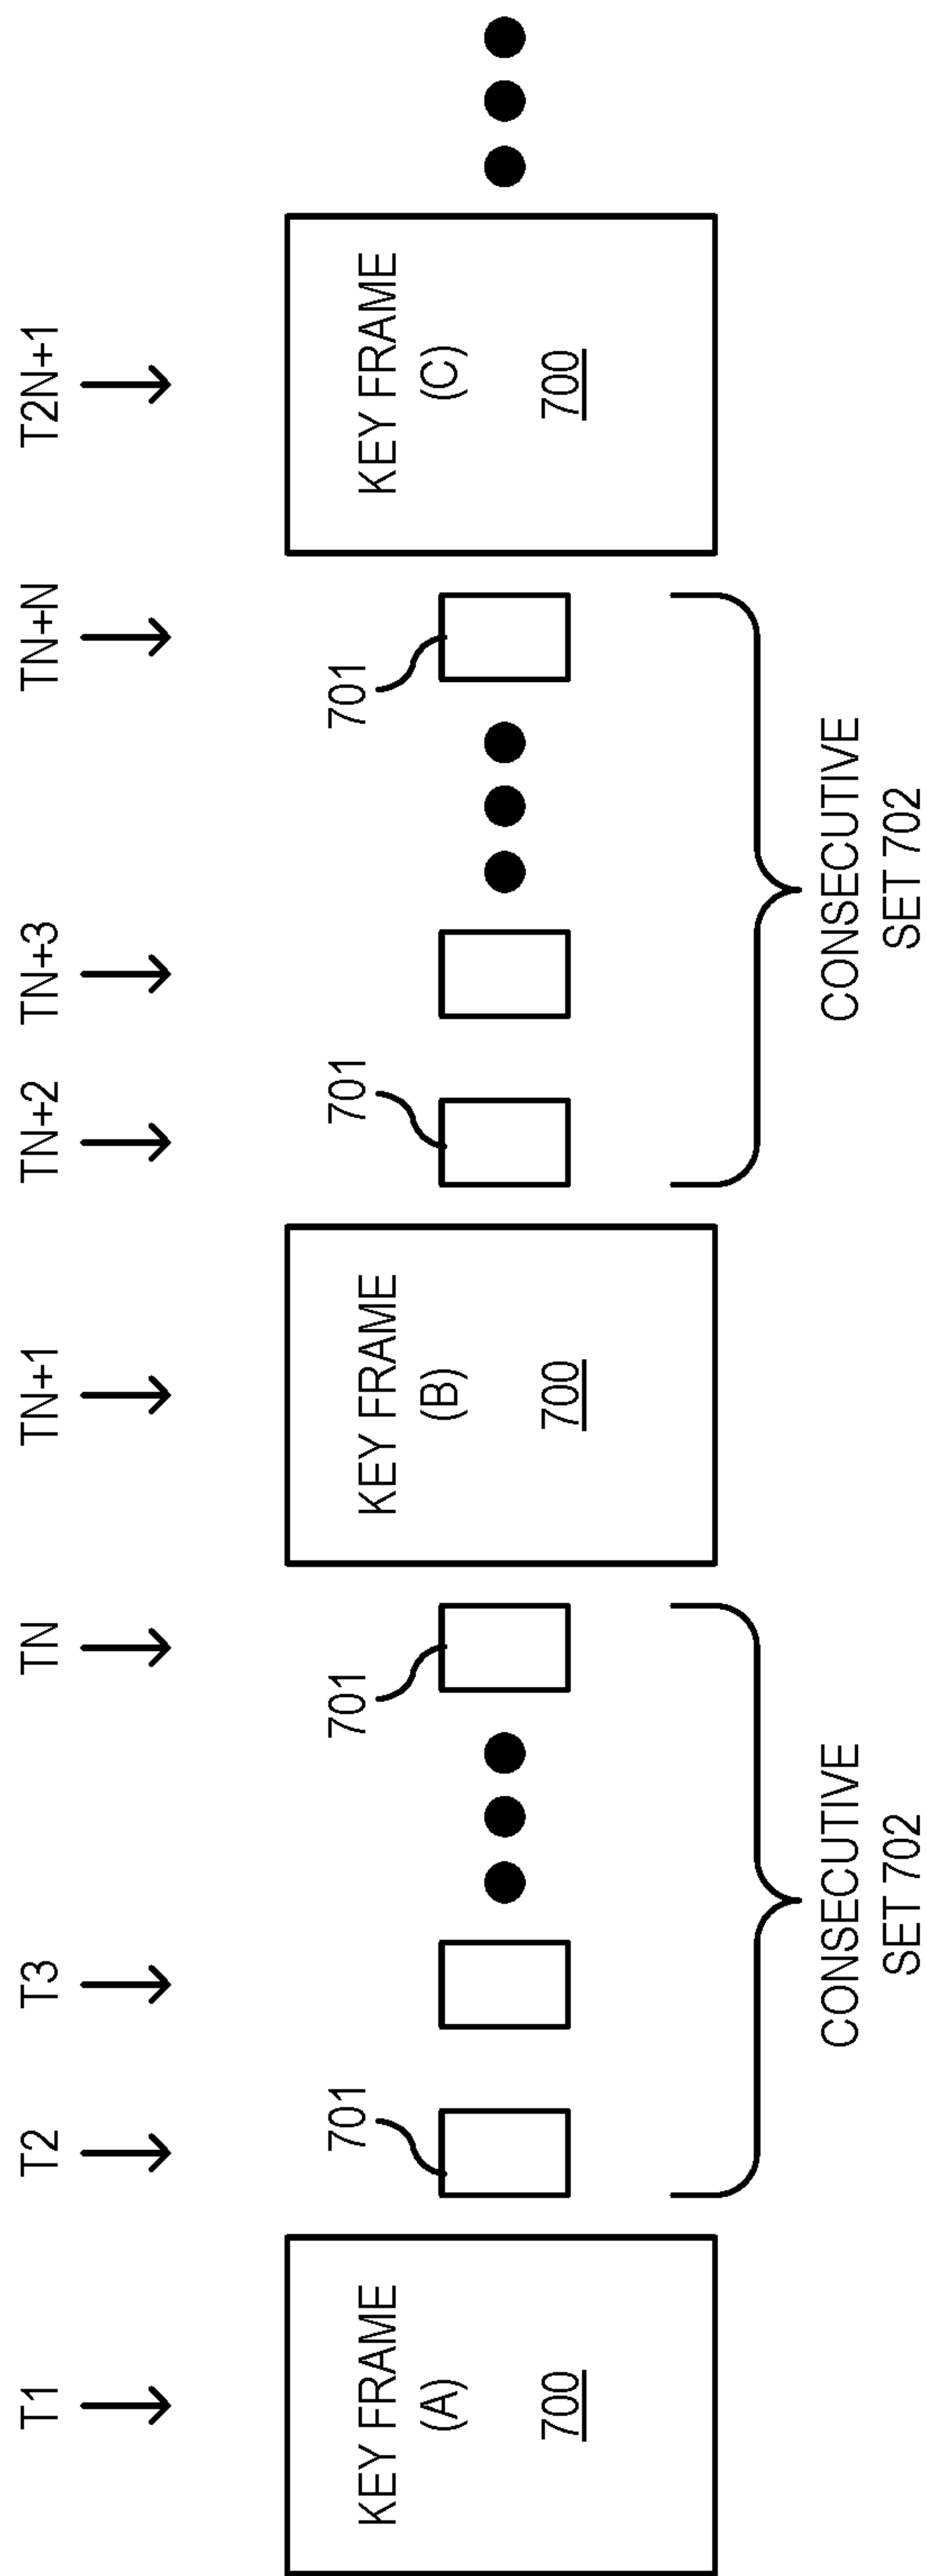 T1
T2
T3
TN
TN+1
TN+2
TN+3
TN+N
T2N+1
KEY FRAME
(A)
700
701
701
KEY FRAME
(B)
700
701
701
KEY FRAME
(C)
700
CONSECUTIVE
SET 702
CONSECUTIVE
SET 702